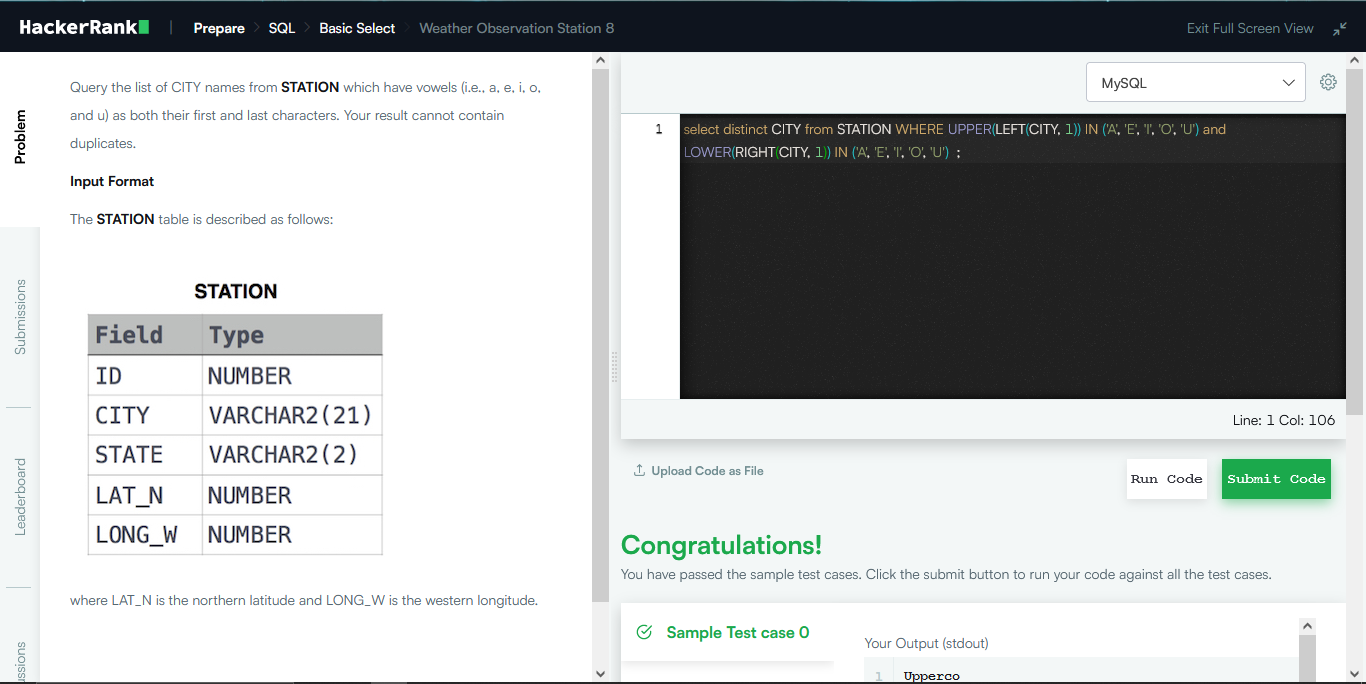 HackerRank
Prepare > SQL > Basic Select > Weather Observation Station 8
Exit Full Screen View
Problem
Submissions
Leaderboard
Query the list of CITY names from STATION which have vowels (i.e., a, e, i, o,
and u) as both their first and last characters. Your result cannot contain
duplicates.
Input Format
The STATION table is described as follows:
STATION
Field Type
ID NUMBER
CITY VARCHAR2(21)
STATE VARCHAR2(2)
LAT_N NUMBER
LONG_W NUMBER
where LAT_N is the northern latitude and LONG_W is the western longitude.
MySQL
1 select distinct CITY from STATION WHERE UPPER(LEFT(CITY, 1)) IN ('A', 'E', 'I', 'O', 'U') and
LOWER(RIGHT(CITY, 1)) IN ('A', 'E', 'I', 'O', 'U') ;
Line: 1 Col: 106
Upload Code as File
Run Code
Submit Code
Congratulations!
You have passed the sample test cases. Click the submit button to run your code against all the test cases.
Sample Test case 0
Your Output (stdout)
1 Upperco